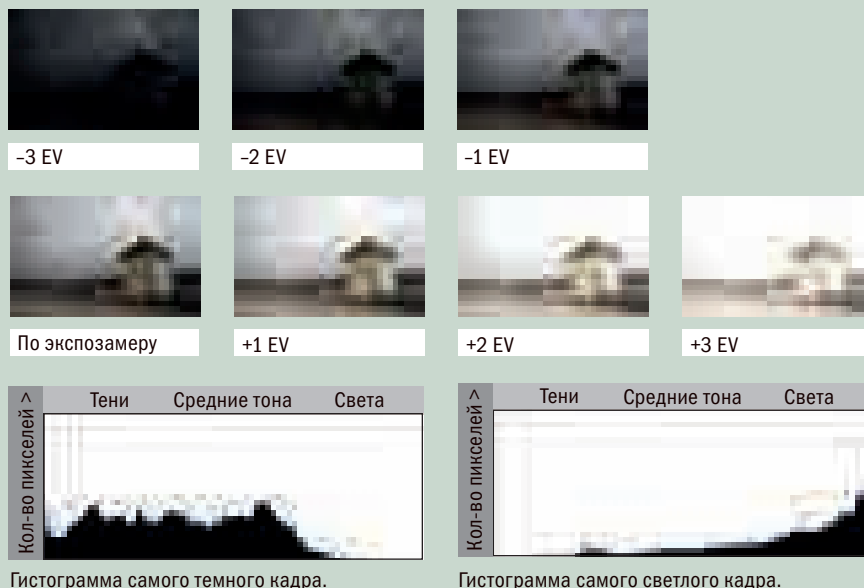 –3 EV
–2 EV
–1 EV
По экспозамеру
+1 EV
+2 EV
+3 EV
Кол-во пикселей >
Тени Средние тона Света
Кол-во пикселей >
Тени Средние тона Света
Гистограмма самого темного кадра.
Гистограмма самого светлого кадра.